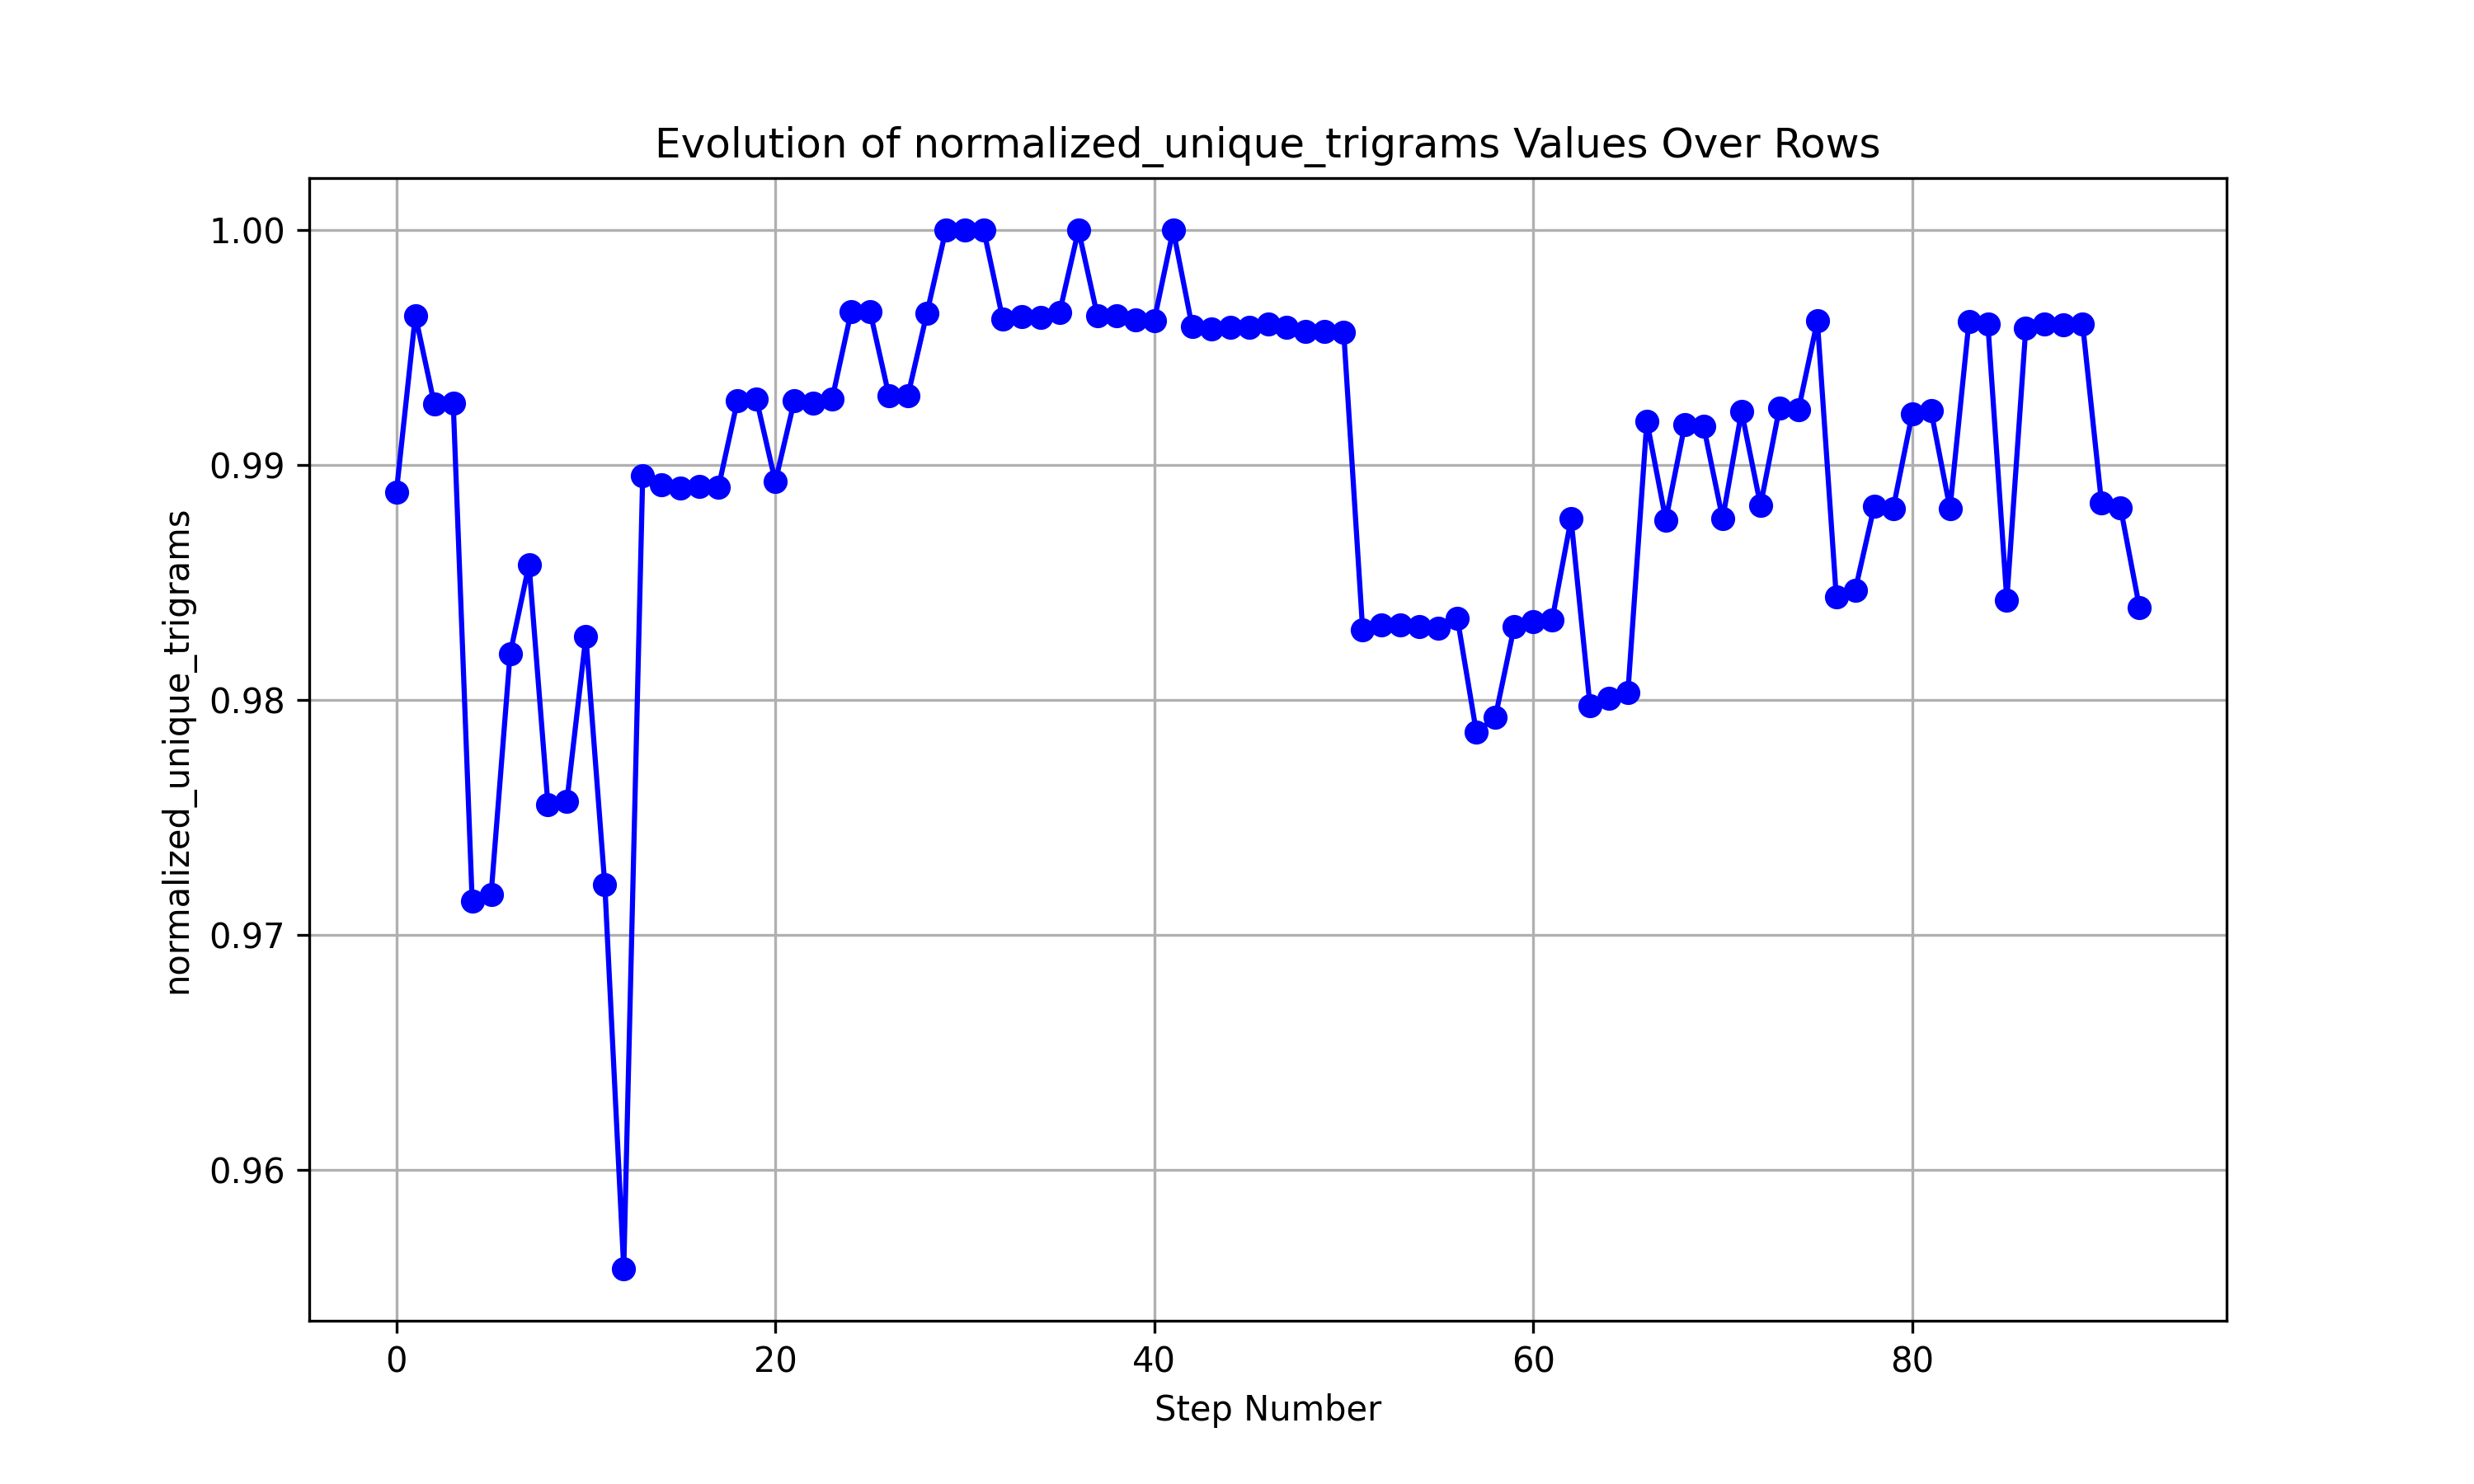 Evolution of normalized_unique_trigrams Values Over Rows
normalized_unique_trigrams
1.00
0.99
0.98
0.97
0.96
0 20 40 60 80
Step Number